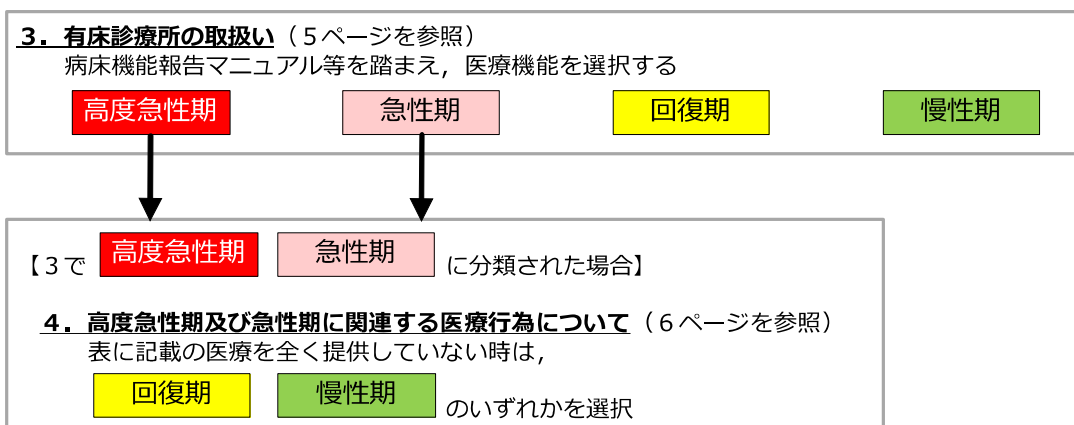 ３．有床診療所の取扱い（５ページを参照）
病床機能報告マニュアル等を踏まえ，医療機能を選択する
高度急性期 急性期 回復期 慢性期
【３で 高度急性期 急性期 に分類された場合】
４．高度急性期及び急性期に関連する医療行為について（６ページを参照）
表に記載の医療を全く提供していない時は，
回復期 慢性期 のいずれかを選択